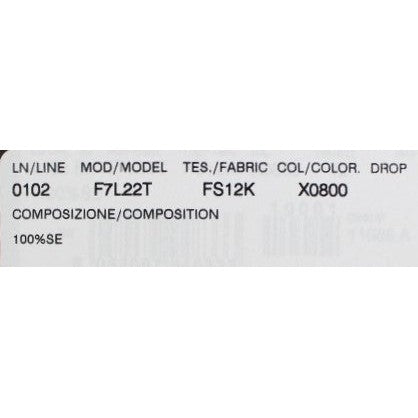 LN/LINE MOD/MODEL TES./FABRIC COL/COLOR. DROP
0102 F7L22T FS12K X0800
COMPOSIZIONE/COMPOSITION
100%SE